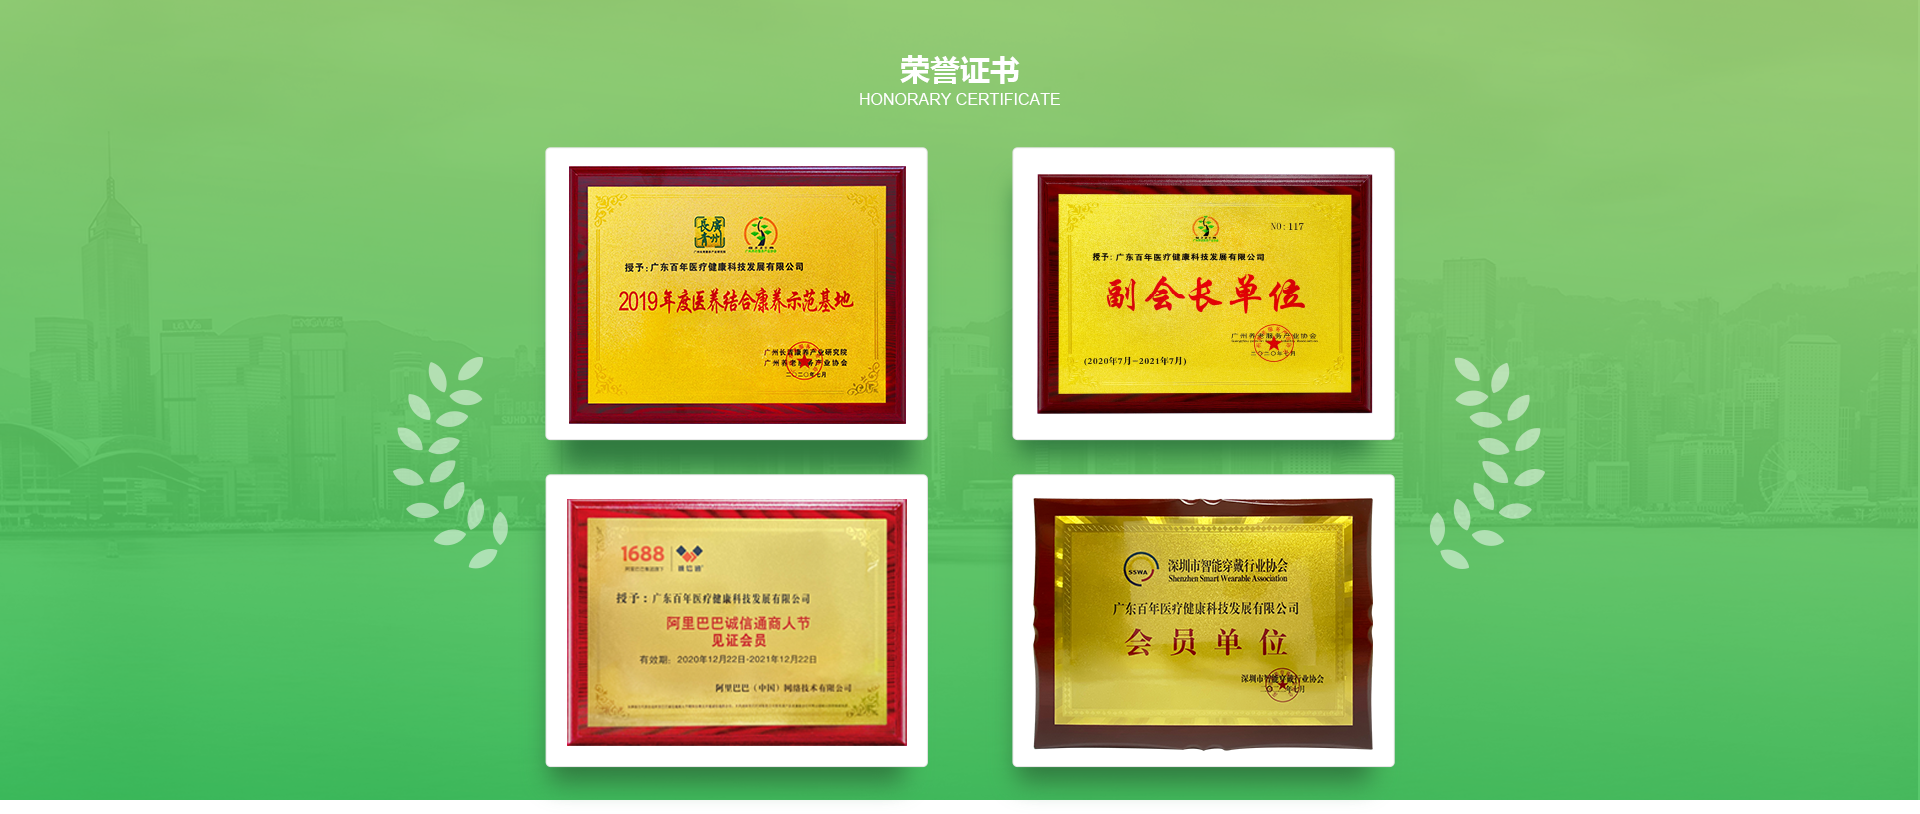 荣誉证书
HONORARY CERTIFICATE
長廣
青州
授予：广东百年医疗健康科技发展有限公司
2019年度医养结合康养示范基地
广州长青康养产业研究院
广州养老服务产业协会
二〇二〇年七月
NO：117
授予：广东百年医疗健康科技发展有限公司
副会长单位
广州养老服务产业协会
二〇二〇年七月
(2020年7月–2021年7月)
1688
诚信通
授予：广东百年医疗健康科技发展有限公司
阿里巴巴诚信通商人节
见证会员
有效期：2020年12月22日-2021年12月22日
阿里巴巴（中国）网络技术有限公司
SSWA
深圳市智能穿戴行业协会
Shenzhen Smart Wearable Association
广东百年医疗健康科技发展有限公司
会员单位
深圳市智能穿戴行业协会